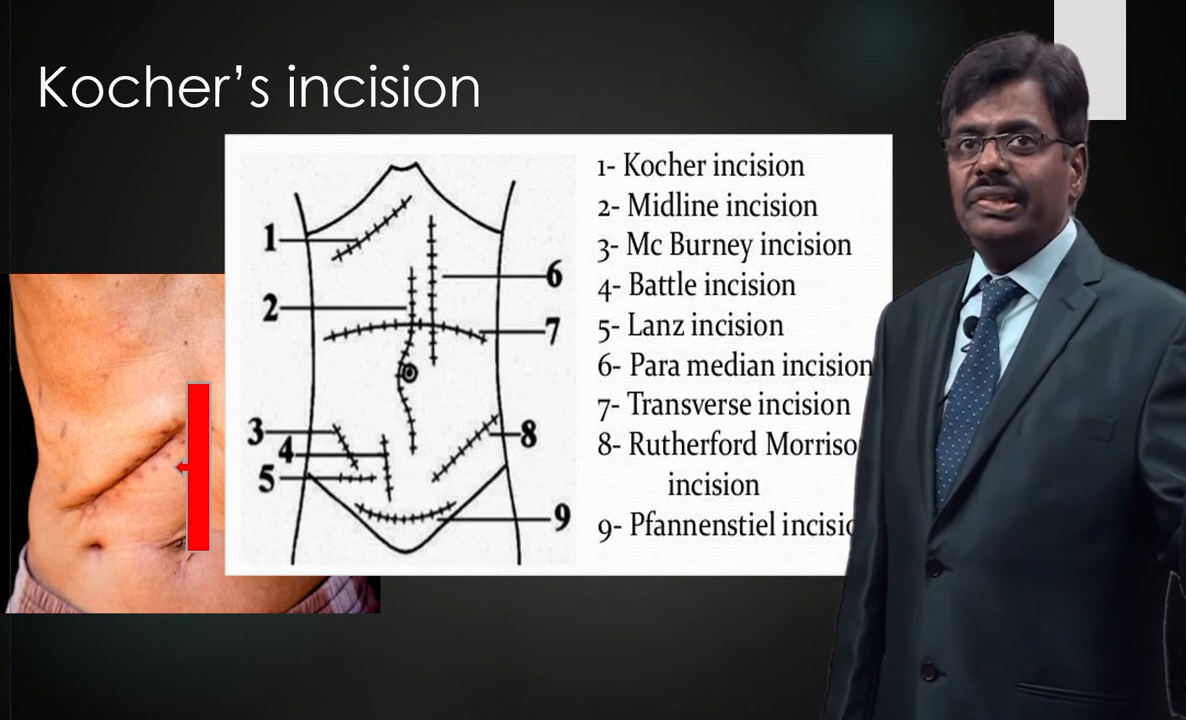 Kocher’s incision
1- Kocher incision
2- Midline incision
3- Mc Burney incision
4- Battle incision
5- Lanz incision
6- Para median incision
7- Transverse incision
8- Rutherford Morriso
incision
9- Pfannenstiel incisio
1
6
2
7
3
4
8
5
9